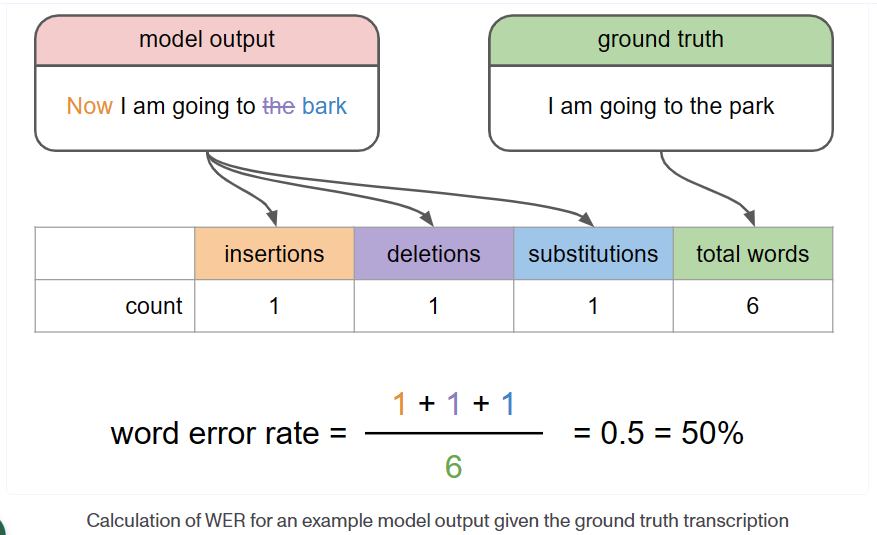 model output
ground truth
Now I am going to the bark
I am going to the park
insertions deletions substitutions total words
count 1 1 1 6
1 + 1 + 1
word error rate = = 0.5 = 50%
6
Calculation of WER for an example model output given the ground truth transcription